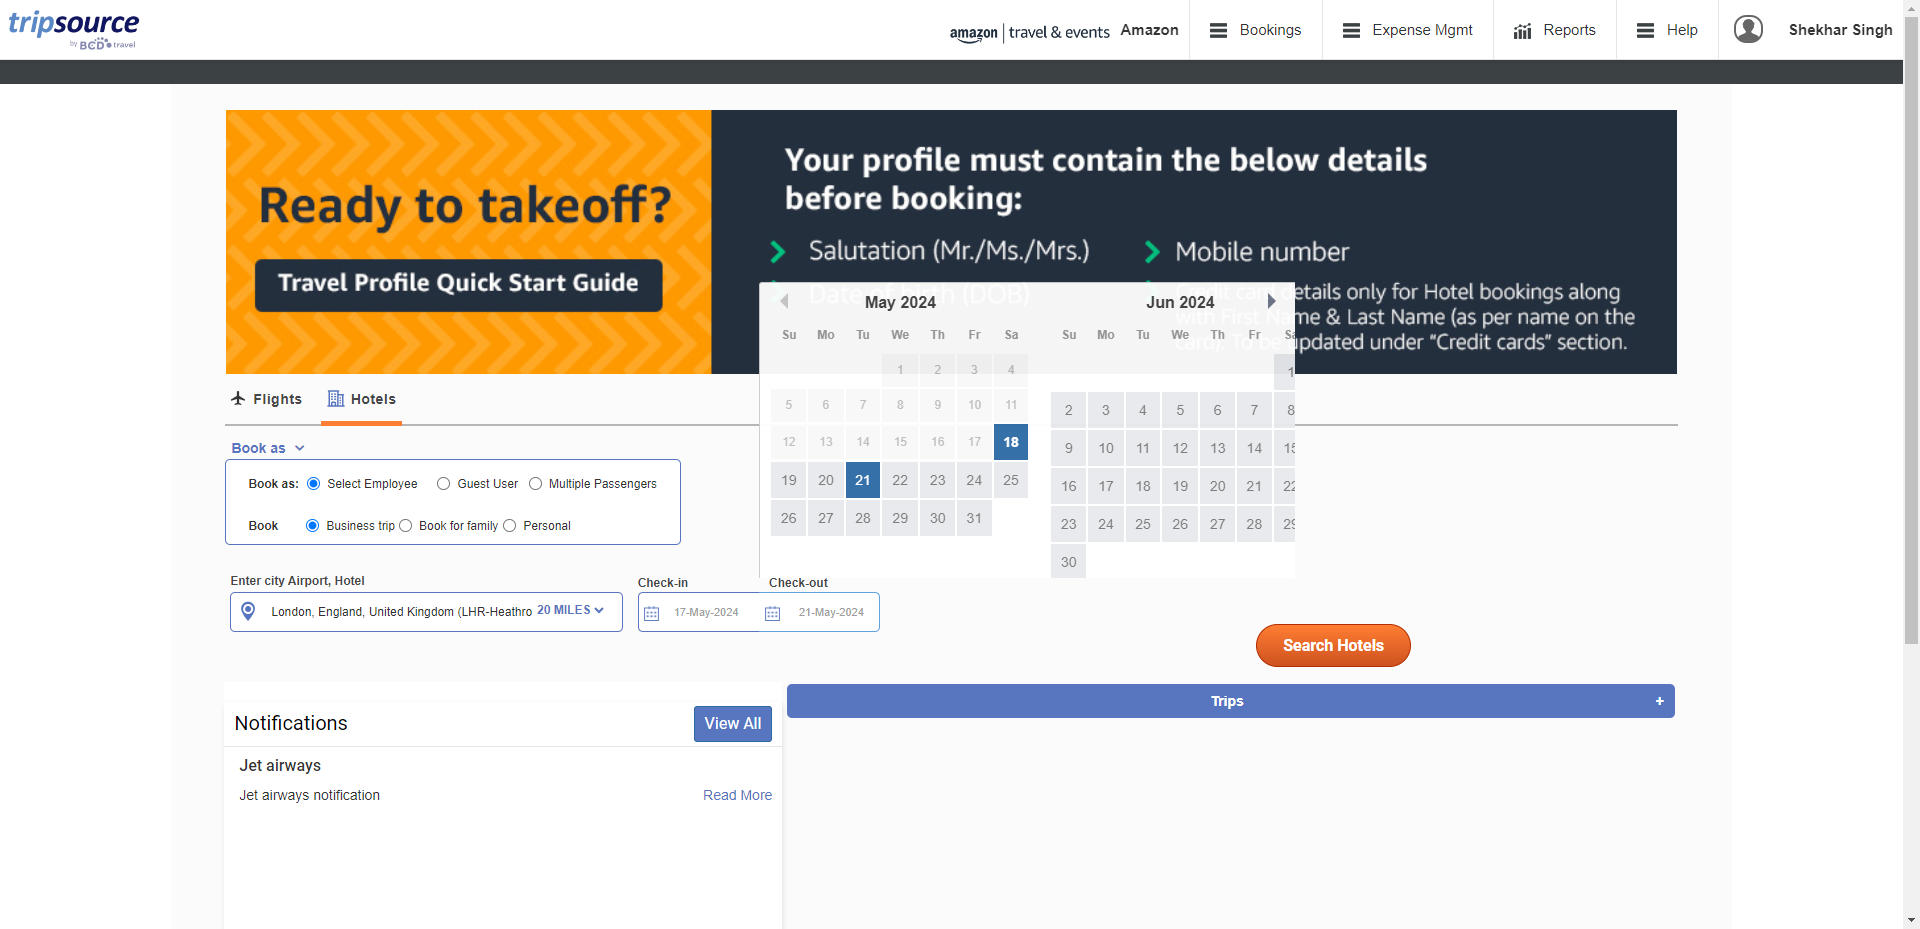 tripsource
by BCD travel
amazon | travel & events Amazon
Bookings
Expense Mgmt
Reports
Help
Shekhar Singh
Ready to takeoff?
Travel Profile Quick Start Guide
Your profile must contain the below details
before booking:
Salutation (Mr./Ms./Mrs.)
Mobile number
Date of birth (DOB)
Credit card details only for Hotel bookings along
with First Name & Last Name (as per name on the
card). To be updated under "Credit cards" section.
May 2024
Su Mo Tu We Th Fr Sa
1 2 3 4
5 6 7 8 9 10 11
12 13 14 15 16 17 18
19 20 21 22 23 24 25
26 27 28 29 30 31
Jun 2024
Su Mo Tu We Th Fr Sa
1
2 3 4 5 6 7 8
9 10 11 12 13 14 15
16 17 18 19 20 21 22
23 24 25 26 27 28 29
30
Flights
Hotels
Book as
Book as: Select Employee Guest User Multiple Passengers
Book Business trip Book for family Personal
Enter city Airport, Hotel
London, England, United Kingdom (LHR-Heathro 20 MILES
Check-in
17-May-2024
Check-out
21-May-2024
Search Hotels
Notifications
View All
Jet airways
Jet airways notification
Read More
Trips +